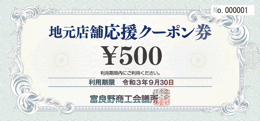 No. 000001
地元店舗応援クーポン券
¥500
利用期間内にご利用ください。
利用期限 令和3年9月30日
富良野商工会議所